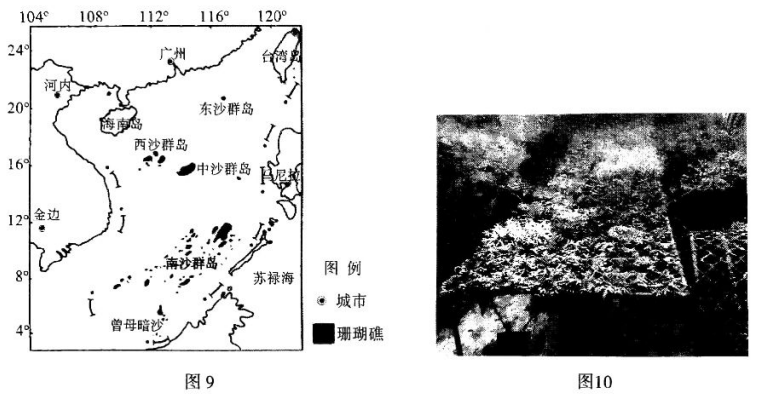 104° 108° 112° 116° 120°
24°
20°
16°
12°
8°
4°
广州
台湾岛
河内
东沙群岛
海南岛
西沙群岛
中沙群岛
马尼拉
金边
南沙群岛
苏禄海
曾母暗沙
图 例
城市
珊瑚礁
图 9
图10